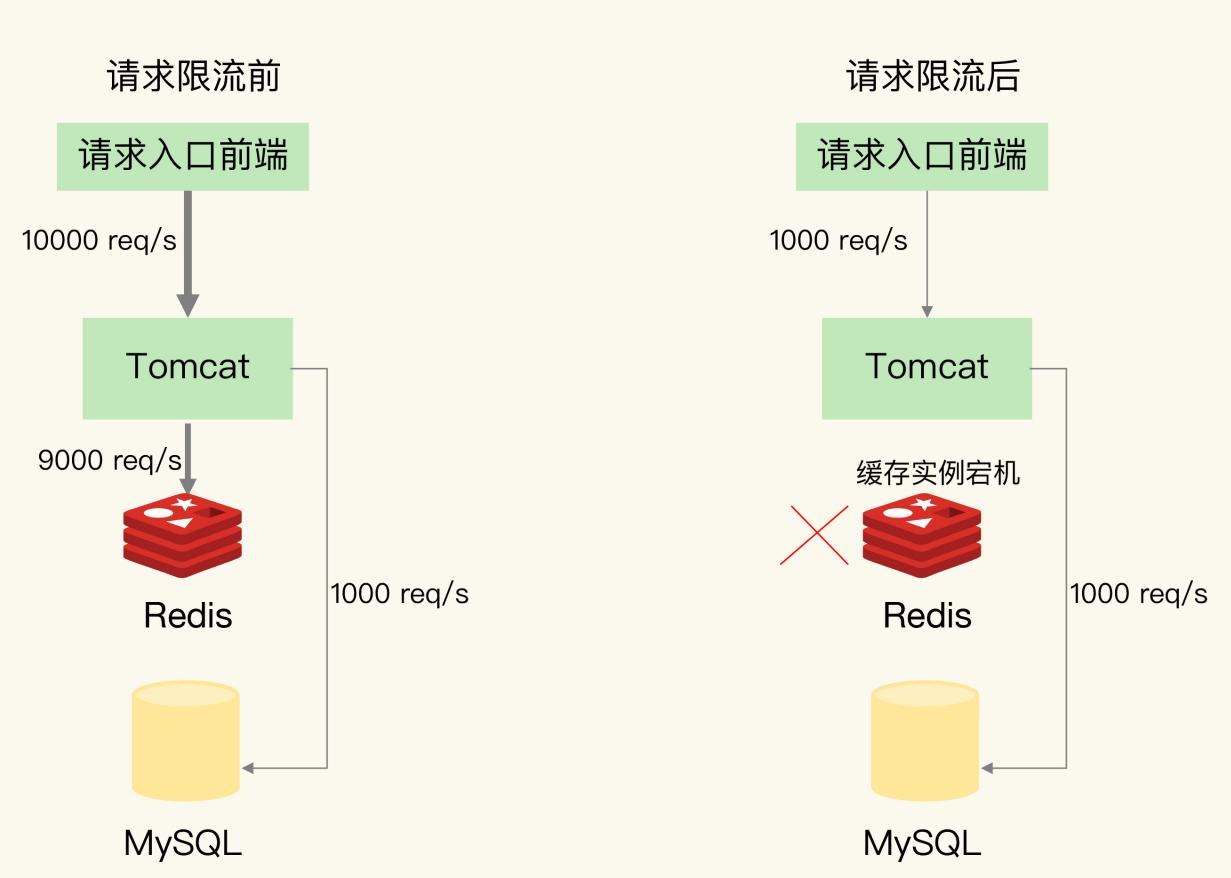 请求限流前
请求入口前端
10000 req/s
Tomcat
9000 req/s
Redis
1000 req/s
MySQL
请求限流后
请求入口前端
1000 req/s
Tomcat
缓存实例宕机
Redis
1000 req/s
MySQL